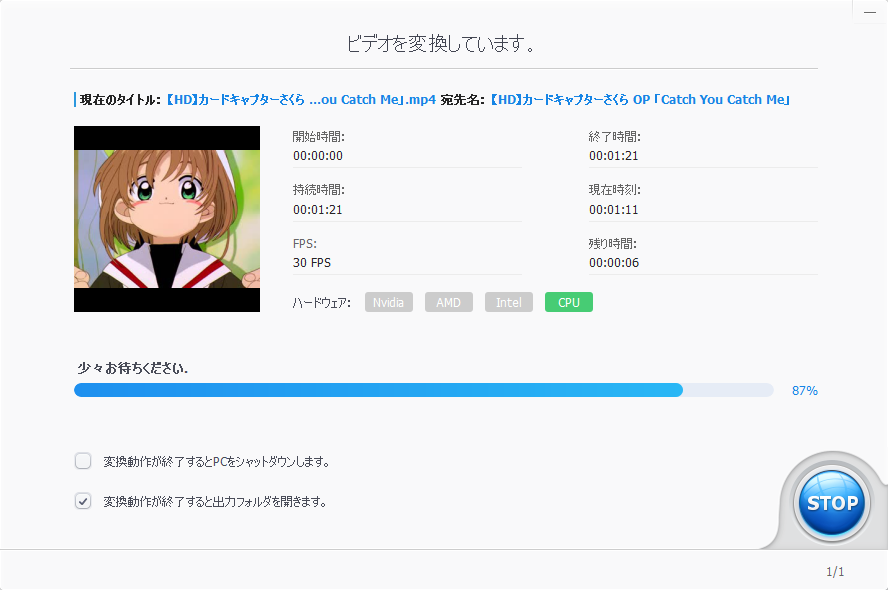 ビデオを変換しています。
現在のタイトル: 【HD】カードキャプターさくら ...ou Catch Me」.mp4 宛先名: 【HD】カードキャプターさくら OP「Catch You Catch Me」
開始時間: 終了時間:
00:00:00 00:01:21
持続時間: 現在時刻:
00:01:21 00:01:11
FPS: 残り時間:
30 FPS 00:00:06
ハードウェア: Nvidia AMD Intel CPU
少々お待ちください.
87%
変換動作が終了するとPCをシャットダウンします。
変換動作が終了すると出力フォルダを開きます。
STOP
1/1